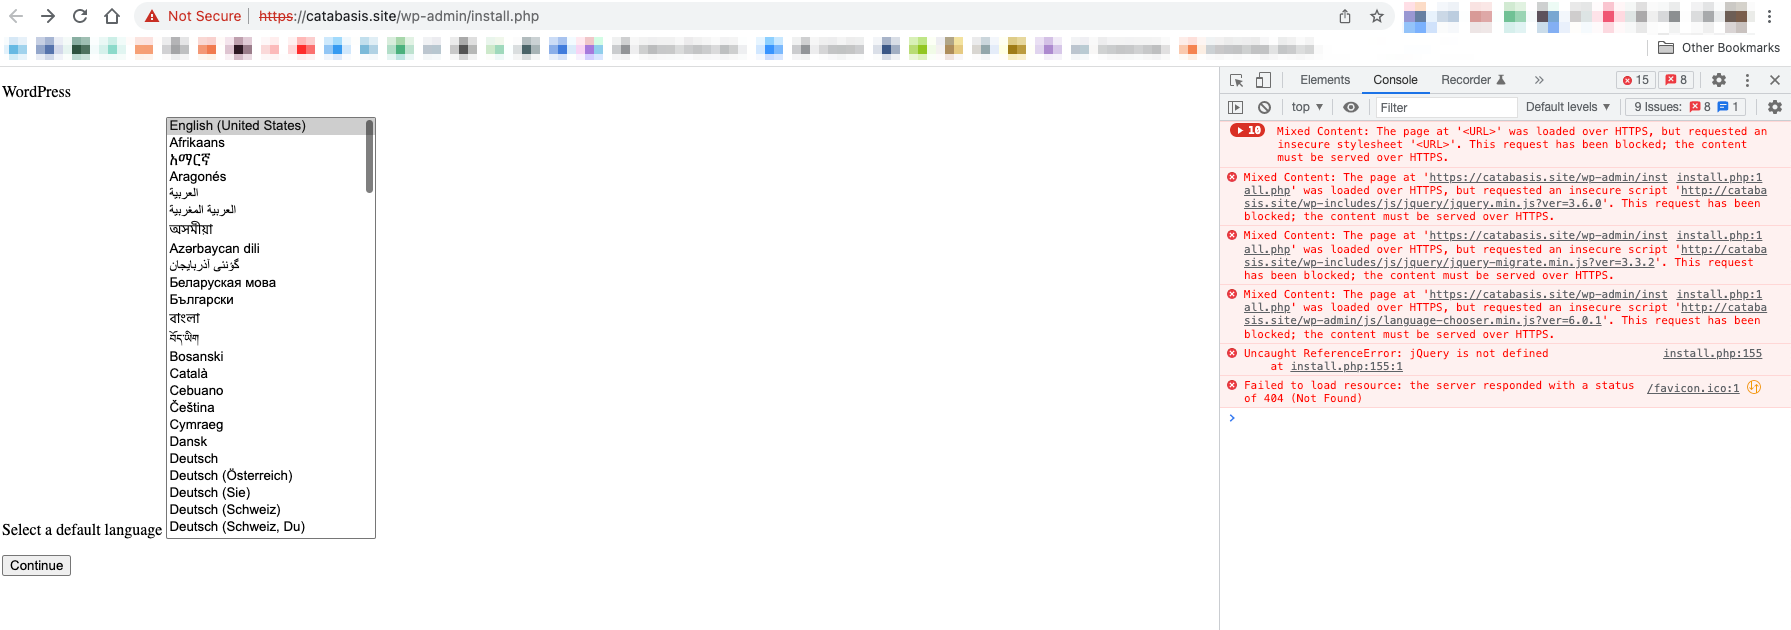 Not Secure
https://catabasis.site/wp-admin/install.php
Other Bookmarks
WordPress
English (United States)
Afrikaans
አማርኛ
Aragonés
العربية
العربية المغربية
অসমীয়া
Azərbaycan dili
گؤنئی آذربایجان
Беларуская мова
Български
বাংলা
བོད་ཡིག
Bosanski
Català
Cebuano
Čeština
Cymraeg
Dansk
Deutsch
Deutsch (Österreich)
Deutsch (Sie)
Deutsch (Schweiz)
Deutsch (Schweiz, Du)
Select a default language
Continue
Elements Console Recorder 15 8
top Filter Default levels 9 Issues: 8 1
10 Mixed Content: The page at '<URL>' was loaded over HTTPS, but requested an
insecure stylesheet '<URL>'. This request has been blocked; the content
must be served over HTTPS.
Mixed Content: The page at 'https://catabasis.site/wp-admin/inst install.php:1
all.php' was loaded over HTTPS, but requested an insecure script 'http://cataba
sis.site/wp-includes/js/jquery/jquery.min.js?ver=3.6.0'. This request has been
blocked; the content must be served over HTTPS.
Mixed Content: The page at 'https://catabasis.site/wp-admin/inst install.php:1
all.php' was loaded over HTTPS, but requested an insecure script 'http://cataba
sis.site/wp-includes/js/jquery/jquery-migrate.min.js?ver=3.3.2'. This request
has been blocked; the content must be served over HTTPS.
Mixed Content: The page at 'https://catabasis.site/wp-admin/inst install.php:1
all.php' was loaded over HTTPS, but requested an insecure script 'http://cataba
sis.site/wp-admin/js/language-chooser.min.js?ver=6.0.1'. This request has been
blocked; the content must be served over HTTPS.
Uncaught ReferenceError: jQuery is not defined install.php:155
at install.php:155:1
Failed to load resource: the server responded with a status /favicon.ico:1
of 404 (Not Found)